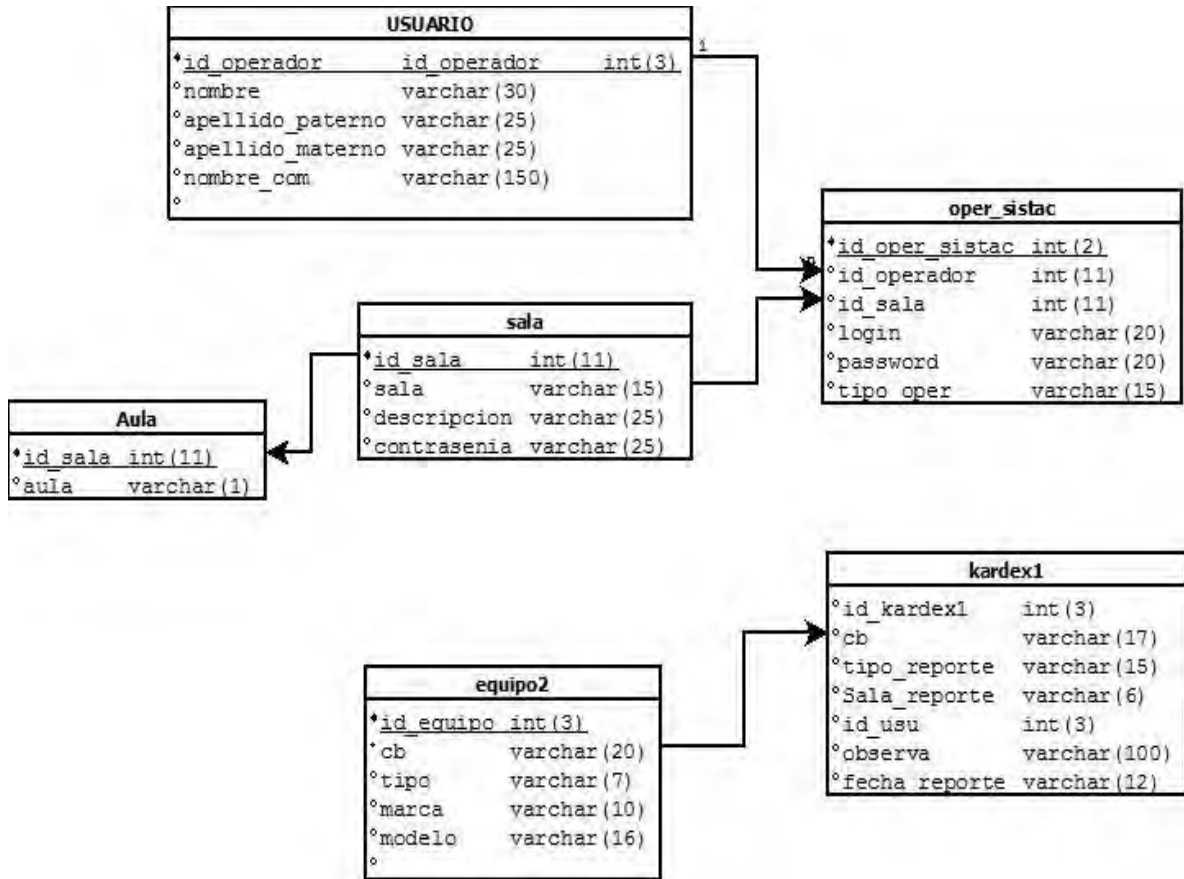 USUARIO
id_operador id_operador int(3)
nombre varchar(30)
apellido_paterno varchar(25)
apellido_materno varchar(25)
nombre_com varchar(150)
1
oper_sistac
id_oper_sistac int(2)
id_operador int(11)
id_sala int(11)
login varchar(20)
password varchar(20)
tipo_oper varchar(15)
sala
id_sala int(11)
sala varchar(15)
descripcion varchar(25)
contrasenia varchar(25)
Aula
id_sala int(11)
aula varchar(1)
kardex1
id_kardex1 int(3)
cb varchar(17)
tipo_reporte varchar(15)
Sala_reporte varchar(6)
id_usu int(3)
observa varchar(100)
fecha_reporte varchar(12)
equipo2
id_equipo int(3)
cb varchar(20)
tipo varchar(7)
marca varchar(10)
modelo varchar(16)